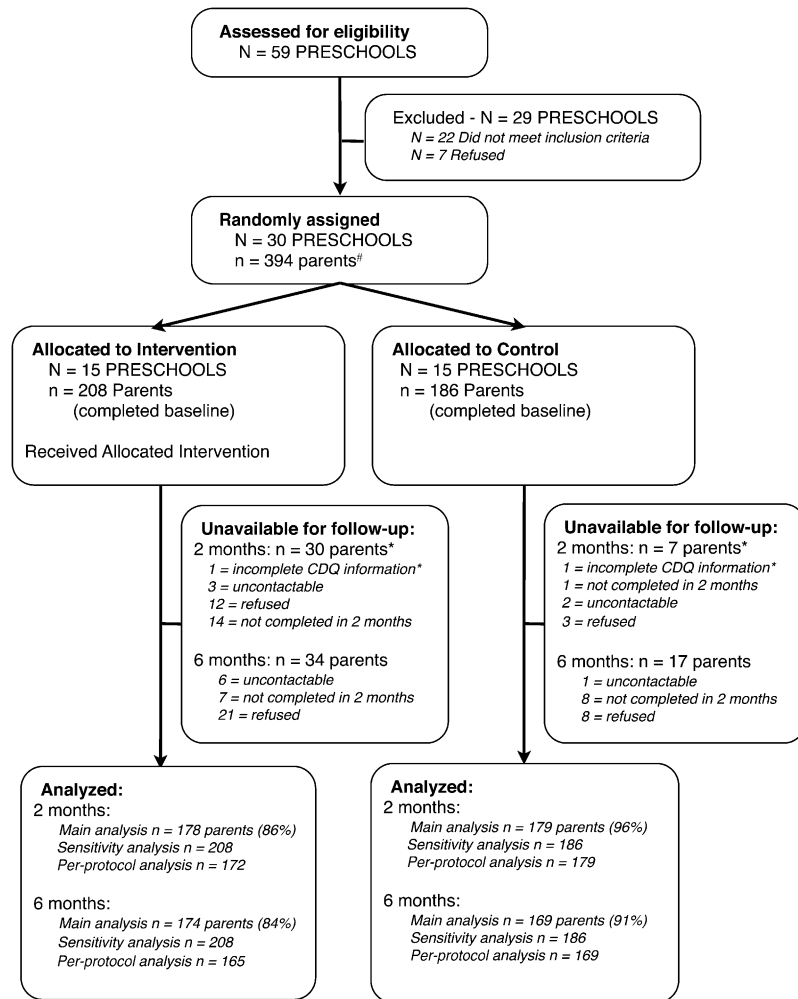 Assessed for eligibility
N = 59 PRESCHOOLS
Excluded - N = 29 PRESCHOOLS
N = 22 Did not meet inclusion criteria
N = 7 Refused
Randomly assigned
N = 30 PRESCHOOLS
n = 394 parents#
Allocated to Intervention
N = 15 PRESCHOOLS
n = 208 Parents
(completed baseline)
Received Allocated Intervention
Allocated to Control
N = 15 PRESCHOOLS
n = 186 Parents
(completed baseline)
Unavailable for follow-up:
2 months: n = 30 parents*
1 = incomplete CDQ information*
3 = uncontactable
12 = refused
14 = not completed in 2 months
6 months: n = 34 parents
6 = uncontactable
7 = not completed in 2 months
21 = refused
Unavailable for follow-up:
2 months: n = 7 parents*
1 = incomplete CDQ information*
1 = not completed in 2 months
2 = uncontactable
3 = refused
6 months: n = 17 parents
1 = uncontactable
8 = not completed in 2 months
8 = refused
Analyzed:
2 months:
Main analysis n = 178 parents (86%)
Sensitivity analysis n = 208
Per-protocol analysis n = 172
6 months:
Main analysis n = 174 parents (84%)
Sensitivity analysis n = 208
Per-protocol analysis n = 165
Analyzed:
2 months:
Main analysis n = 179 parents (96%)
Sensitivity analysis n = 186
Per-protocol analysis n = 179
6 months:
Main analysis n = 169 parents (91%)
Sensitivity analysis n = 186
Per-protocol analysis n = 169